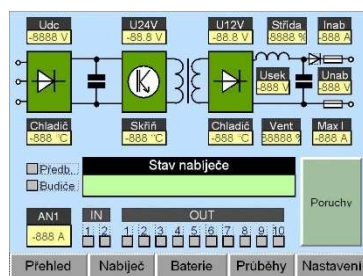 Udc U24V U12V Střída Inab
-8888 V -88.8 V -88.8 V 8888 % -888 A
Usek Unab
-888 V -888 V
Chladič Skříň Chladič Vent Max I
-888 °C -888 °C -888 °C 88888 % -888 A
Předb. Stav nabíječe
Budiče
Poruchy
AN1 IN OUT
-888 A 1 2 1 2 3 4 5 6 7 8 9 10
Přehled Nabíječ Baterie Průběhy Nastavení